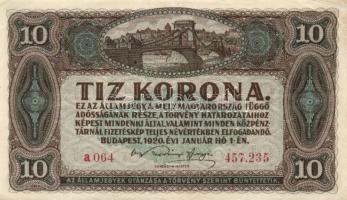 10 10
TIZ KORONA.
EZ AZ ÁLLAMJEGY A MELY MAGYARORSZÁG FÜGGŐ
ADÓSSÁGÁNAK RÉSZE, A TÖRVÉNY HATÁROZATAIHOZ
KÉPEST MINDENKI ÁLTAL VALAMINT MINDEN KÖZPÉNZ-
TÁRNÁL FIZETÉSKÉP TELJES NÉVÉRTÉKBEN ELFOGADANDÓ.
BUDAPEST, 1920. ÉVI JANUÁR HÓ 1-ÉN.
a 064 457.235
10 10
AZ ÁLLAMJEGYEK UTÁNZÁSA A TÖRVÉNY SZERINT BÜNTETTETIK.